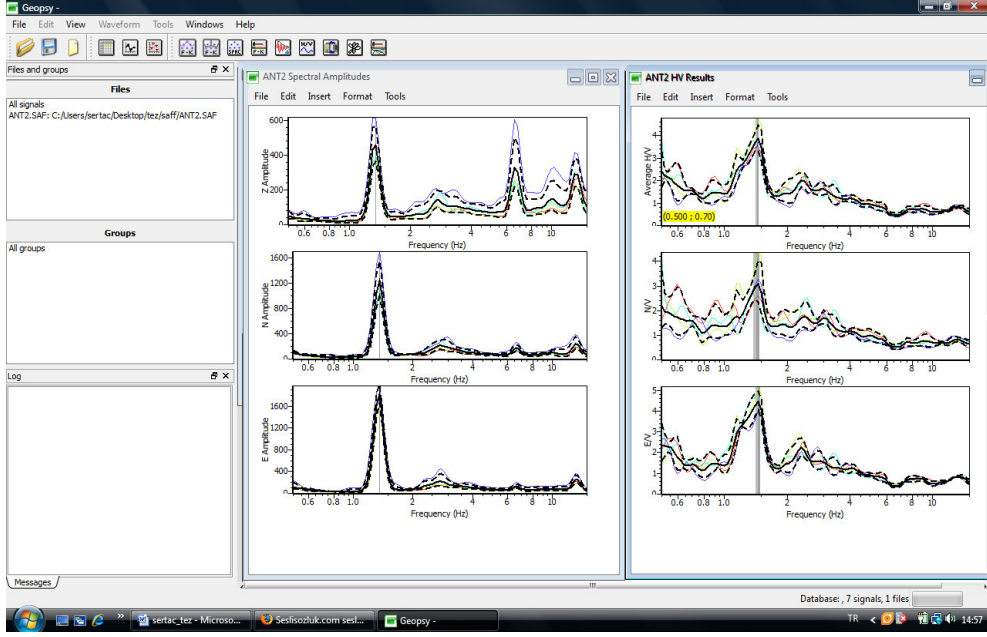 Geopsy -
File Edit View Waveform Tools Windows Help
Files and groups
Files
All signals
ANT2.SAF: C:/Users/sertac/Desktop/tez/saff/ANT2.SAF
Groups
All groups
Log
Messages
ANT2 Spectral Amplitudes
File Edit Insert Format Tools
Z Amplitude
600
400
200
0
0.6 0.8 1.0 2 4 6 8 10
Frequency (Hz)
N Amplitude
1600
1200
800
400
0
0.6 0.8 1.0 2 4 6 8 10
Frequency (Hz)
E Amplitude
1600
1200
800
400
0
0.6 0.8 1.0 2 4 6 8 10
Frequency (Hz)
ANT2 HV Results
File Edit Insert Format Tools
Average H/V
4
3
2
1
0
(0.500 ; 0.70)
0.6 0.8 1.0 2 4 6 8 10
Frequency (Hz)
N/V
4
3
2
1
0
0.6 0.8 1.0 2 4 6 8 10
Frequency (Hz)
E/V
5
4
3
2
1
0
0.6 0.8 1.0 2 4 6 8 10
Frequency (Hz)
Database: , 7 signals, 1 files
sertac_tez - Microso...
Seslisozluk.com sesl...
Geopsy -
TR
14:57